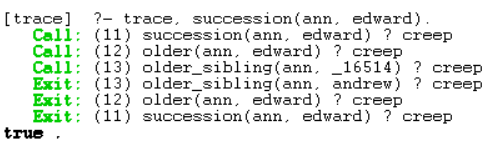 [trace]  ?- trace, succession(ann, edward).
   Call: (11) succession(ann, edward) ? creep
   Call: (12) older(ann, edward) ? creep
   Call: (13) older_sibling(ann, _16514) ? creep
   Exit: (13) older_sibling(ann, andrew) ? creep
   Exit: (12) older(ann, edward) ? creep
   Exit: (11) succession(ann, edward) ? creep
true .